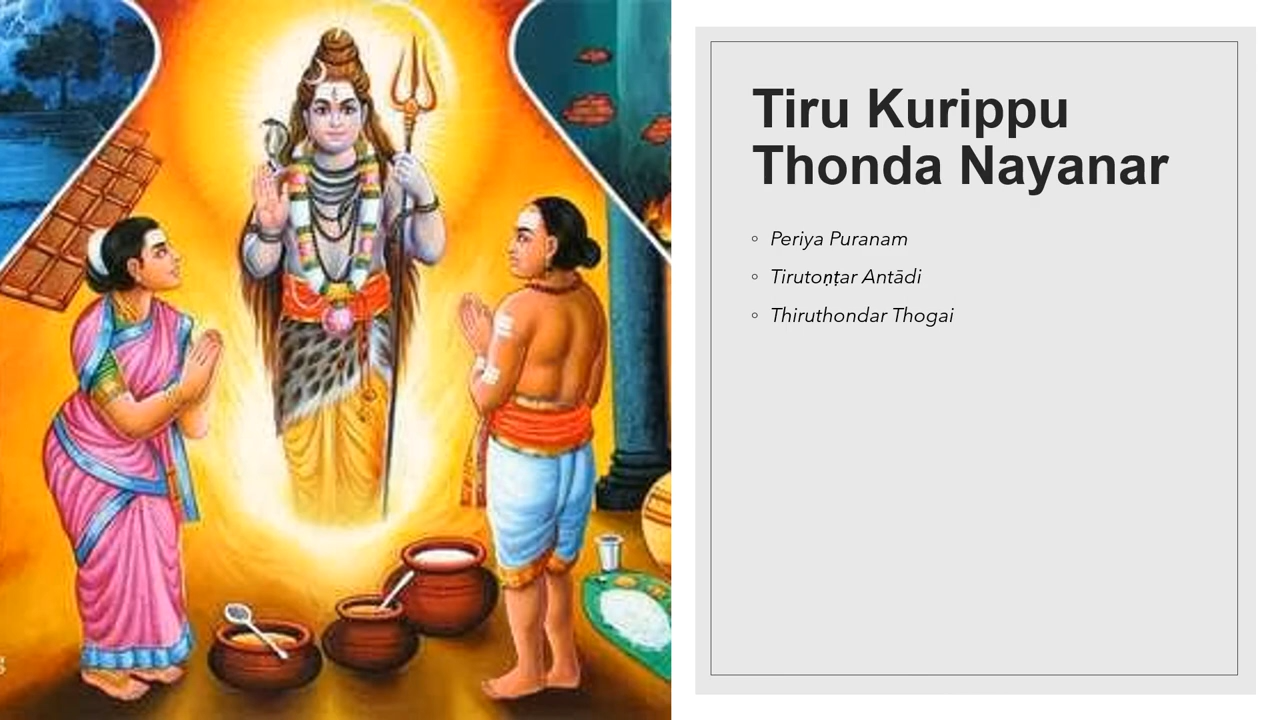 Tiru Kurippu
Thonda Nayanar
Periya Puranam
Tirutoṇṭar Antādi
Thiruthondar Thogai